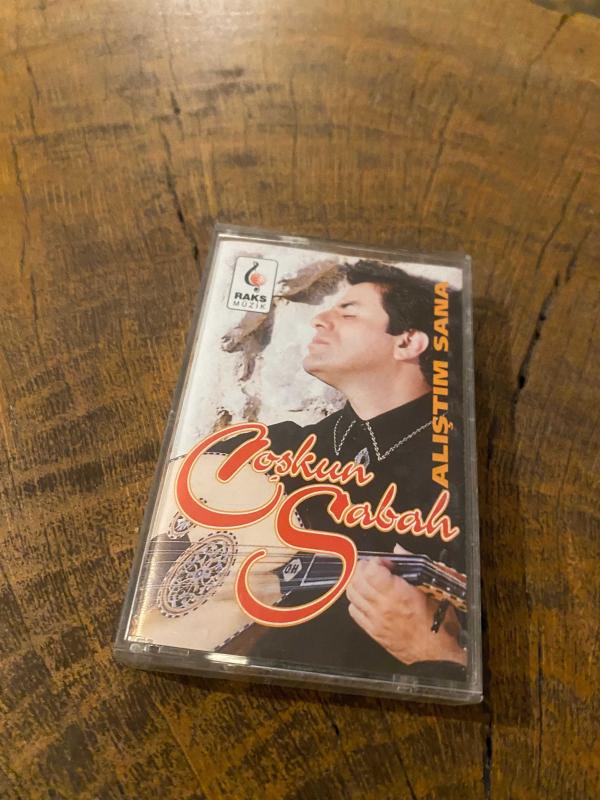 RAKS
MÜZİK
ALIŞTIM SANA
Coşkun
Sabah